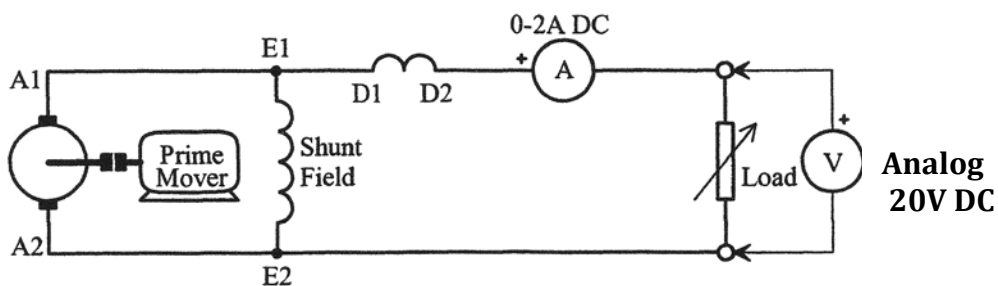 0-2A DC
E1
A1
+
A
D1
D2
+
Prime
Mover
Shunt
Field
Load
V
Analog
20V DC
A2
E2